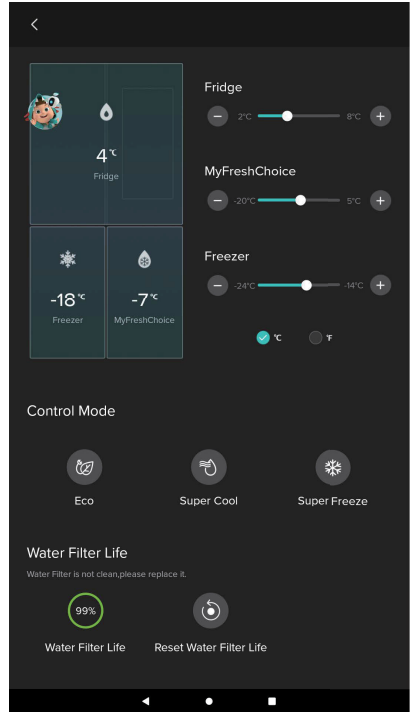 Fridge
2°C 8°C
4°C
Fridge
MyFreshChoice
-20°C 5°C
Freezer
-24°C -14°C
-18°C
Freezer
-7°C
MyFreshChoice
°C °F
Control Mode
Eco Super Cool Super Freeze
Water Filter Life
Water Filter is not clean,please replace it.
99%
Water Filter Life Reset Water Filter Life